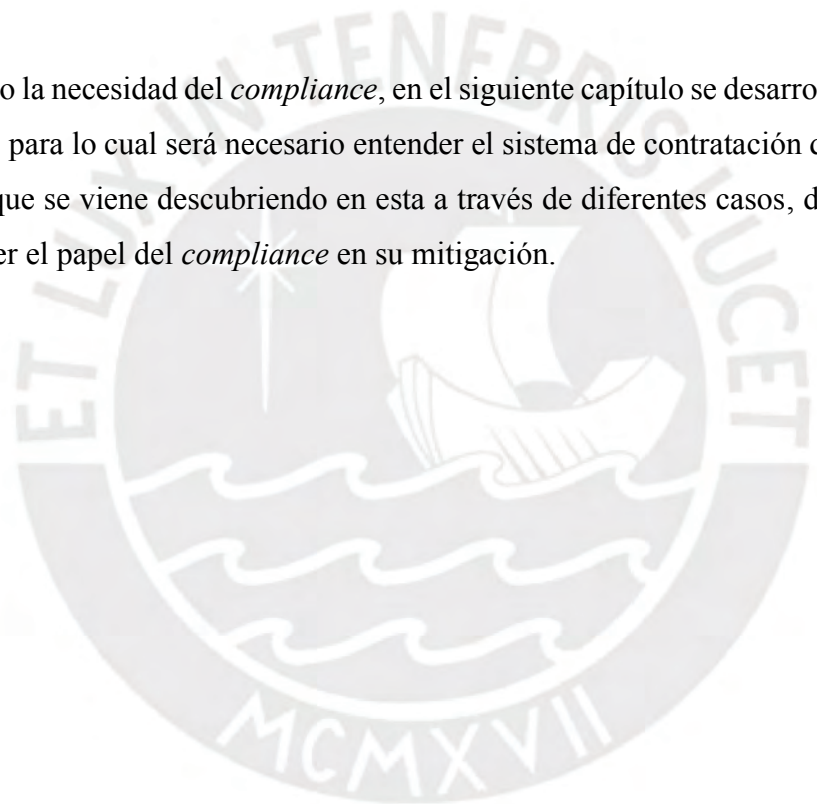 o la necesidad del compliance, en el siguiente capítulo se desarro
para lo cual será necesario entender el sistema de contratación
que se viene descubriendo en esta a través de diferentes casos, d
er el papel del compliance en su mitigación.
ET LUX IN TENEBRIS LUCET
MCMXVII